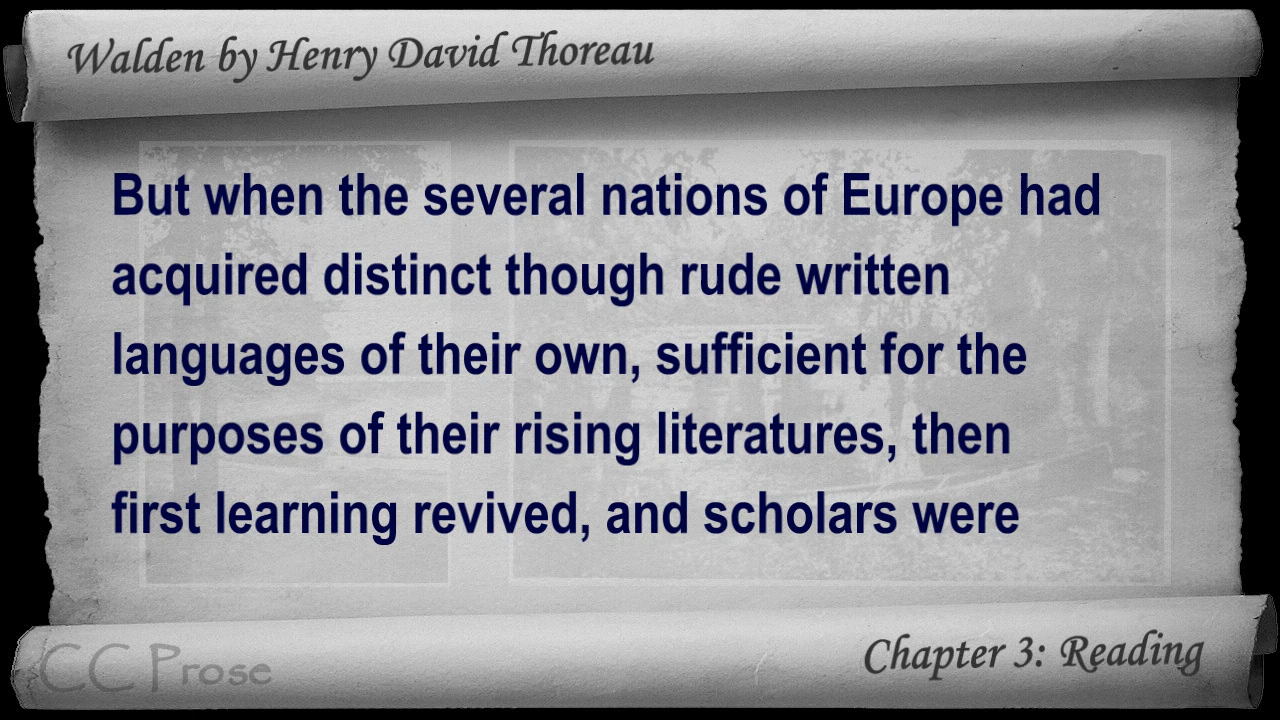 Walden by Henry David Thoreau
But when the several nations of Europe had
acquired distinct though rude written
languages of their own, sufficient for the
purposes of their rising literatures, then
first learning revived, and scholars were
CC Prose
Chapter 3: Reading